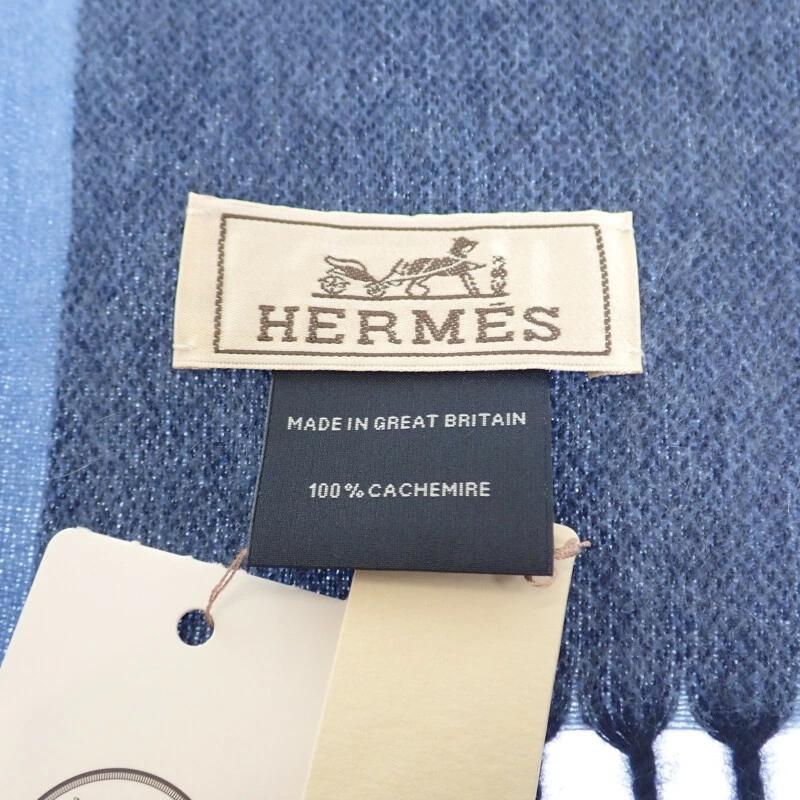 HERMÈS
MADE IN GREAT BRITAIN
100% CACHEMIRE